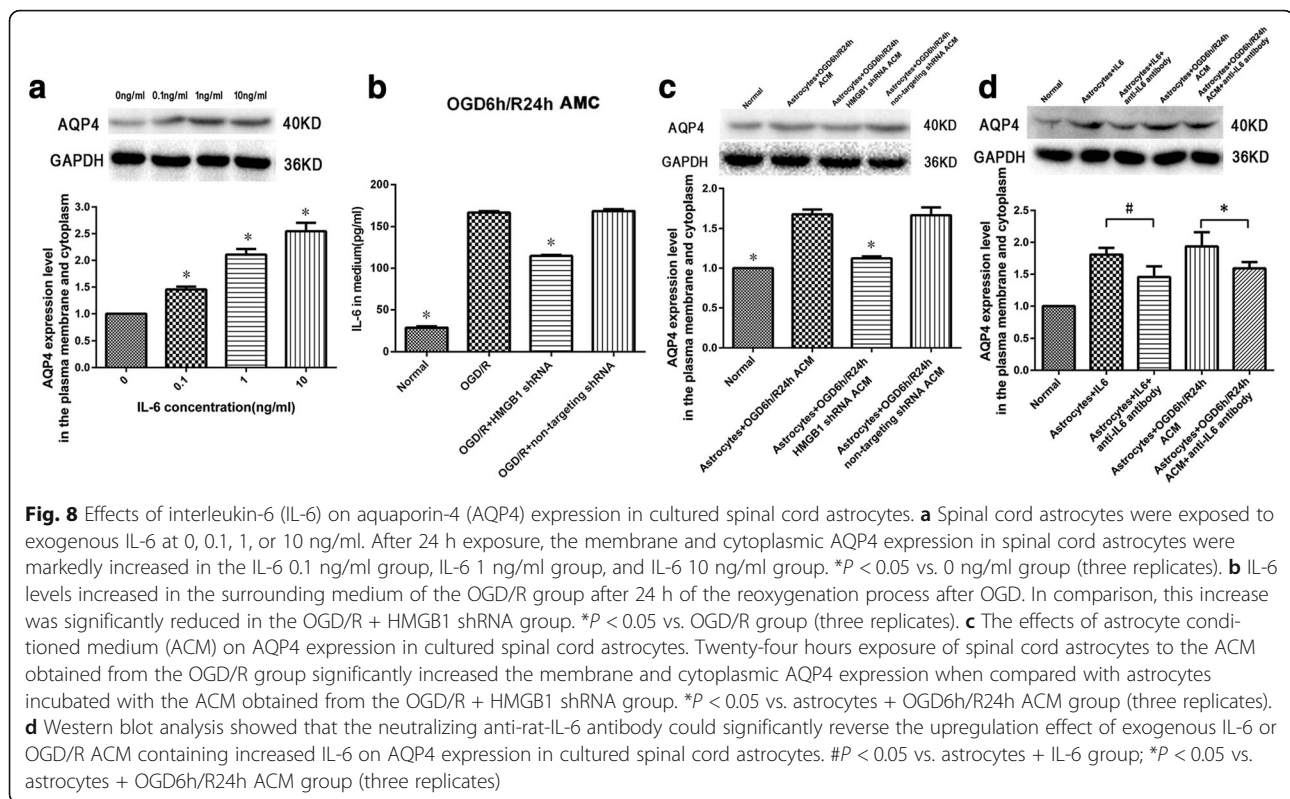 a
0ng/ml 0.1ng/ml 1ng/ml 10ng/ml
AQP4
40KD
GAPDH
36KD
AQP4 expression level
in the plasma membrane and cytoplasm
3.0
2.5
2.0
1.5
1.0
0.5
0.0
* * *
0 0.1 1 10
IL-6 concentration(ng/ml)
b
OGD6h/R24h AMC
IL-6 in medium(pg/ml)
200
150
100
50
0
* *
Normal
OGD/R
OGD/R+HMGB1 shRNA
OGD/R+non-targeting shRNA
c
Normal
Astrocytes+OGD6h/R24h
ACM
Astrocytes+OGD6h/R24h
HMGB1 shRNA ACM
Astrocytes+OGD6h/R24h
non-targeting shRNA ACM
AQP4
40KD
GAPDH
36KD
AQP4 expression level
in the plasma membrane and cytoplasm
2.0
1.5
1.0
0.5
0.0
* *
Normal
Astrocytes+OGD6h/R24h ACM
Astrocytes+OGD6h/R24h
HMGB1 shRNA ACM
Astrocytes+OGD6h/R24h
non-targeting shRNA ACM
d
Normal
Astrocytes+IL6
Astrocytes+IL6+
anti-IL6 antibody
Astrocytes+OGD6h/R24h
ACM
Astrocytes+OGD6h/R24h
ACM+anti-IL6 antibody
AQP4
40KD
GAPDH
36KD
AQP4 expression level
in the plasma membrane and cytoplasm
2.5
2.0
1.5
1.0
0.5
0.0
# *
Normal
Astrocytes+IL6
Astrocytes+IL6+
anti-IL6 antibody
Astrocytes+OGD6h/R24h
ACM
Astrocytes+OGD6h/R24h
ACM+anti-IL6 antibody
Fig. 8 Effects of interleukin-6 (IL-6) on aquaporin-4 (AQP4) expression in cultured spinal cord astrocytes. a Spinal cord astrocytes were exposed to
exogenous IL-6 at 0, 0.1, 1, or 10 ng/ml. After 24 h exposure, the membrane and cytoplasmic AQP4 expression in spinal cord astrocytes were
markedly increased in the IL-6 0.1 ng/ml group, IL-6 1 ng/ml group, and IL-6 10 ng/ml group. *P < 0.05 vs. 0 ng/ml group (three replicates). b IL-6
levels increased in the surrounding medium of the OGD/R group after 24 h of the reoxygenation process after OGD. In comparison, this increase
was significantly reduced in the OGD/R + HMGB1 shRNA group. *P < 0.05 vs. OGD/R group (three replicates). c The effects of astrocyte condi-
tioned medium (ACM) on AQP4 expression in cultured spinal cord astrocytes. Twenty-four hours exposure of spinal cord astrocytes to the ACM
obtained from the OGD/R group significantly increased the membrane and cytoplasmic AQP4 expression when compared with astrocytes
incubated with the ACM obtained from the OGD/R + HMGB1 shRNA group. *P < 0.05 vs. astrocytes + OGD6h/R24h ACM group (three replicates).
d Western blot analysis showed that the neutralizing anti-rat-IL-6 antibody could significantly reverse the upregulation effect of exogenous IL-6 or
OGD/R ACM containing increased IL-6 on AQP4 expression in cultured spinal cord astrocytes. #P < 0.05 vs. astrocytes + IL-6 group; *P < 0.05 vs.
astrocytes + OGD6h/R24h ACM group (three replicates)